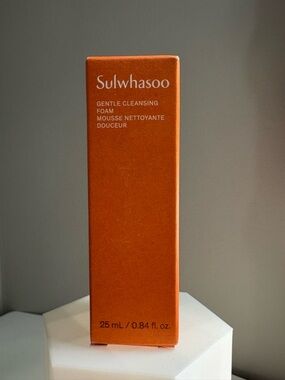 Sulwhasoo
GENTLE CLEANSING
FOAM
MOUSSE NETTOYANTE
DOUCEUR
25 mL / 0.84 fl. oz.